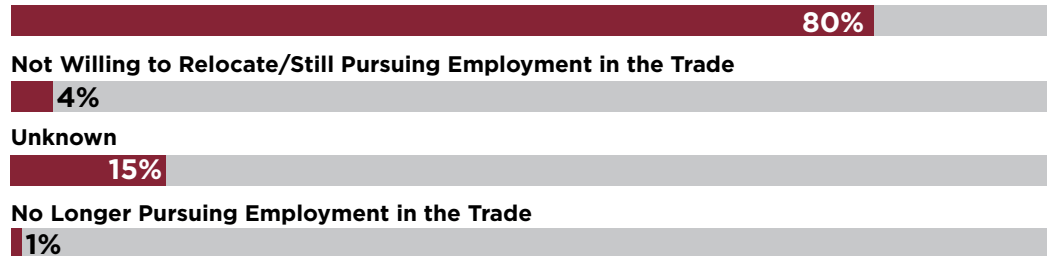 80%
Not Willing to Relocate/Still Pursuing Employment in the Trade
4%
Unknown
15%
No Longer Pursuing Employment in the Trade
1%